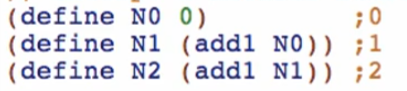 (define N0 0)          ;0
(define N1 (add1 N0)) ;1
(define N2 (add1 N1)) ;2